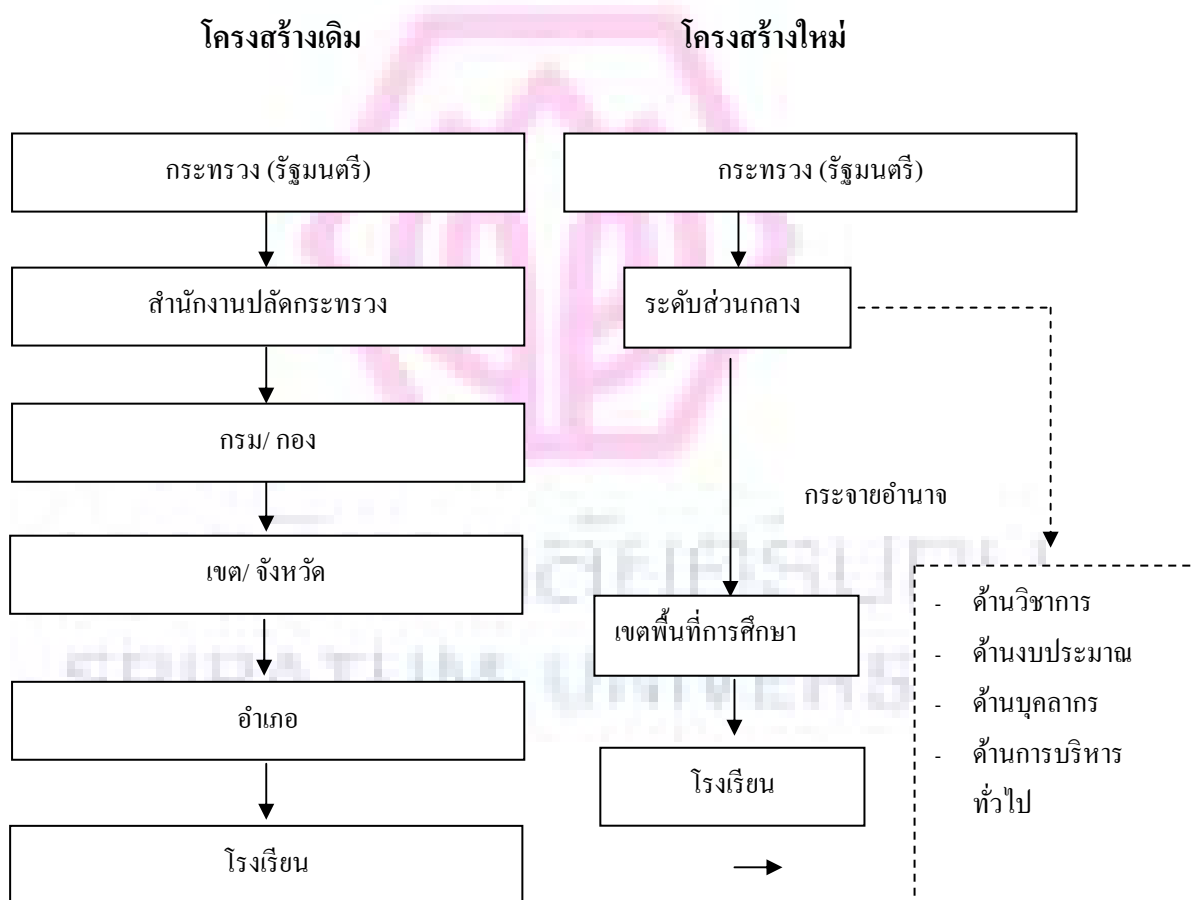 โครงสร้างเดิม
โครงสร้างใหม่
กระทรวง (รัฐมนตรี)
กระทรวง (รัฐมนตรี)
สำนักงานปลัดกระทรวง
ระดับส่วนกลาง
กรม/ กอง
กระจายอำนาจ
เขต/ จังหวัด
เขตพื้นที่การศึกษา
- ด้านวิชาการ
- ด้านงบประมาณ
- ด้านบุคลากร
- ด้านการบริหาร
ทั่วไป
อำเภอ
โรงเรียน
โรงเรียน